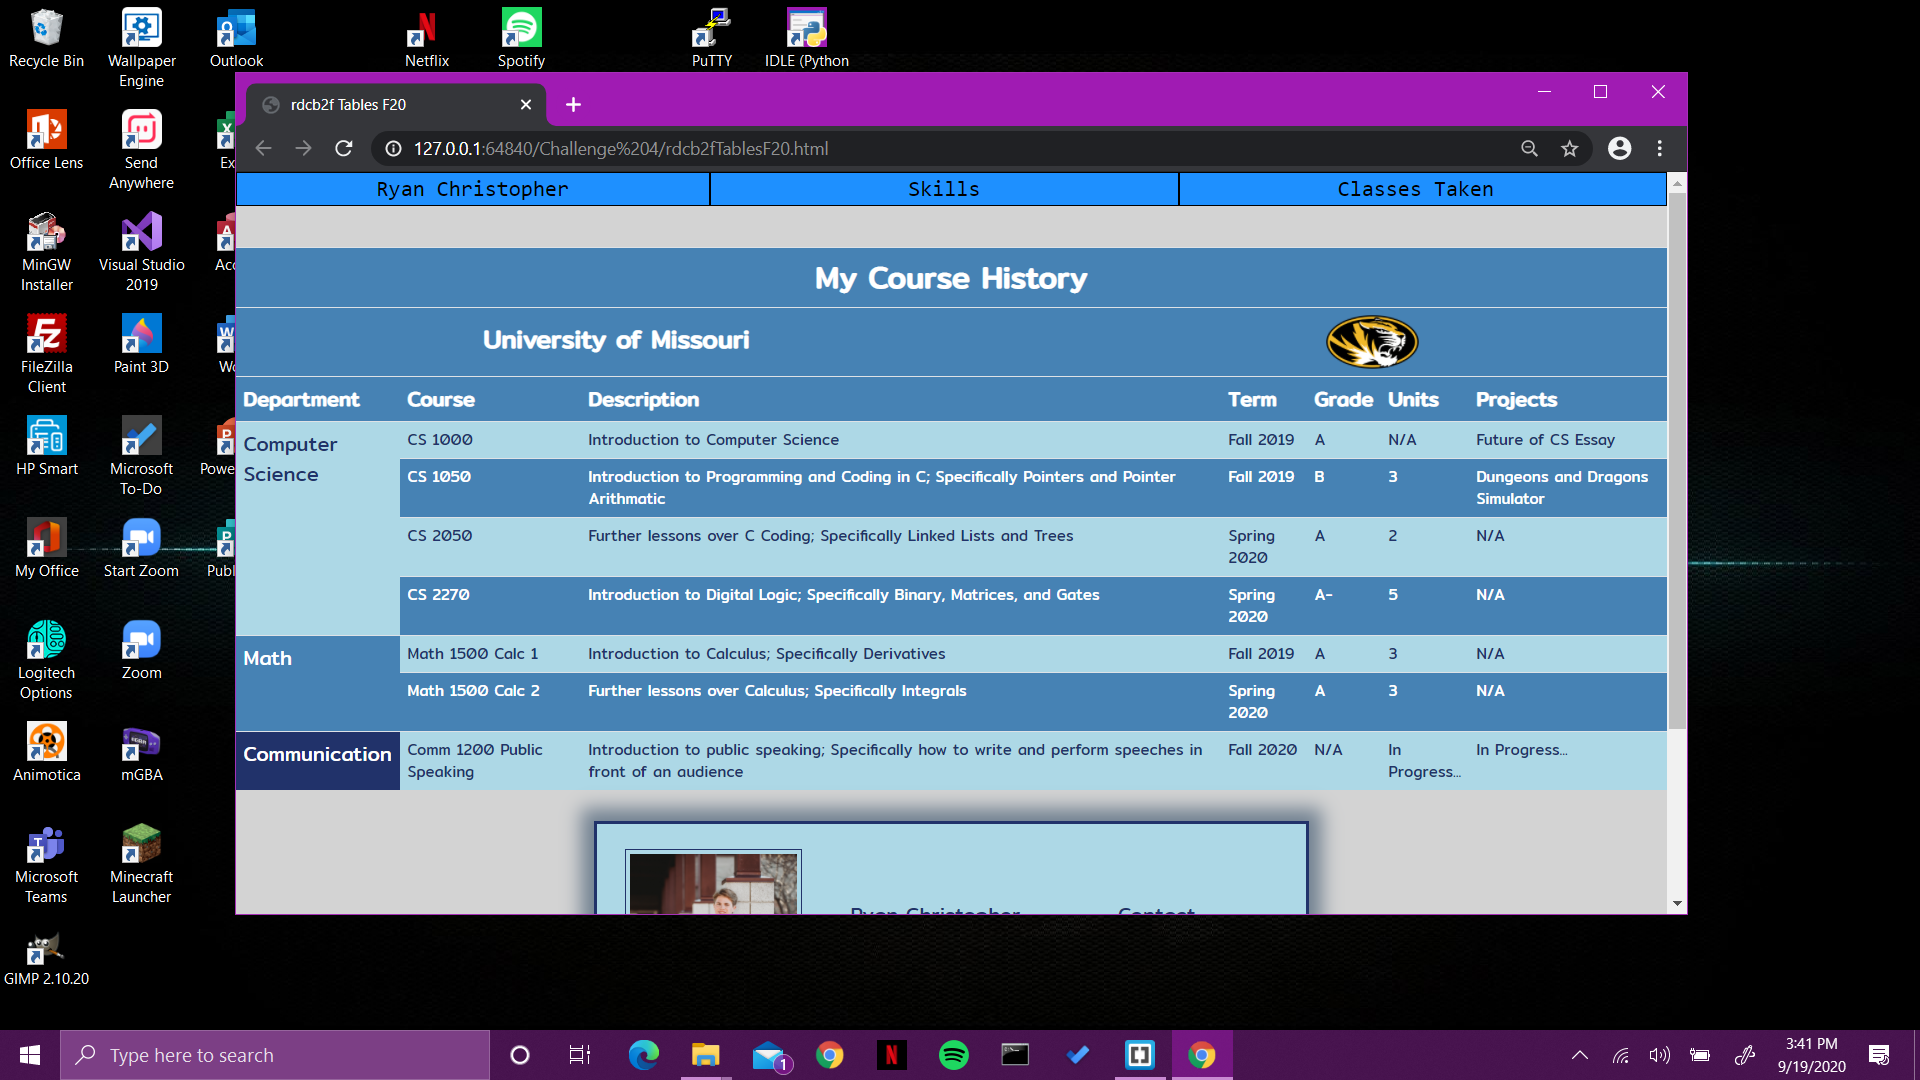 Recycle Bin
Wallpaper
Engine
Outlook
Netflix
Spotify
PuTTY
IDLE (Python
Office Lens
Send
Anywhere
Ex
MinGW
Installer
Visual Studio
2019
Acc
FileZilla
Client
Paint 3D
Wo
HP Smart
Microsoft
To-Do
Powe
My Office
Start Zoom
Publ
Logitech
Options
Zoom
Animotica
mGBA
Microsoft
Teams
Minecraft
Launcher
GIMP 2.10.20
rdcb2f Tables F20
127.0.0.1:64840/Challenge%204/rdcb2fTablesF20.html
Ryan Christopher
Skills
Classes Taken
My Course History
University of Missouri
Department Course Description Term Grade Units Projects
Computer
Science
CS 1000 Introduction to Computer Science Fall 2019 A N/A Future of CS Essay
CS 1050 Introduction to Programming and Coding in C; Specifically Pointers and Pointer Fall 2019 B 3 Dungeons and Dragons
Arithmatic Simulator
CS 2050 Further lessons over C Coding; Specifically Linked Lists and Trees Spring A 2 N/A
2020
CS 2270 Introduction to Digital Logic; Specifically Binary, Matrices, and Gates Spring A- 5 N/A
2020
Math
Math 1500 Calc 1 Introduction to Calculus; Specifically Derivatives Fall 2019 A 3 N/A
Math 1500 Calc 2 Further lessons over Calculus; Specifically Integrals Spring A 3 N/A
2020
Communication
Comm 1200 Public Introduction to public speaking; Specifically how to write and perform speeches in Fall 2020 N/A In In Progress...
Speaking front of an audience Progress...
Ryan Christopher
Contact
Type here to search
1
3:41 PM
9/19/2020